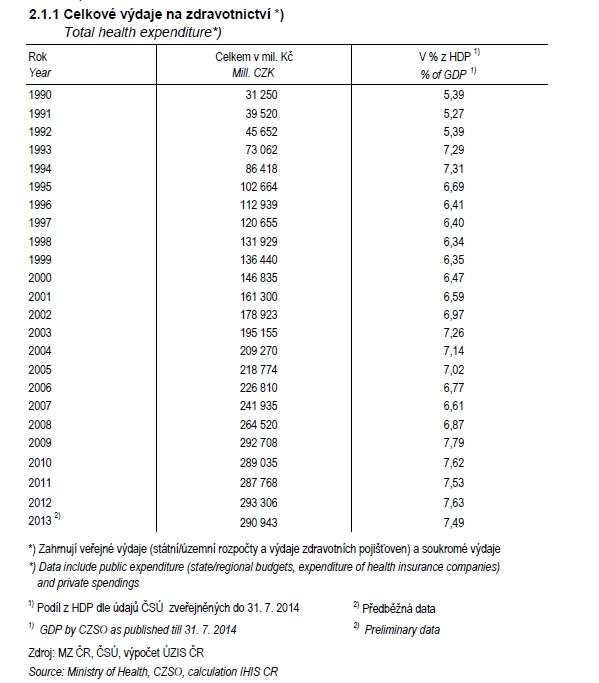 2.1.1 Celkové výdaje na zdravotnictví *)
Total health expenditure*)
Rok Celkem v mil. Kč V % z HDP 1)
Year Mill. CZK % of GDP 1)
1990 31 250 5,39
1991 39 520 5,27
1992 45 652 5,39
1993 73 062 7,29
1994 86 418 7,31
1995 102 664 6,69
1996 112 939 6,41
1997 120 655 6,40
1998 131 929 6,34
1999 136 440 6,35
2000 146 835 6,47
2001 161 300 6,59
2002 178 923 6,97
2003 195 155 7,26
2004 209 270 7,14
2005 218 774 7,02
2006 226 810 6,77
2007 241 935 6,61
2008 264 520 6,87
2009 292 708 7,79
2010 289 035 7,62
2011 287 768 7,53
2012 293 306 7,63
2013 2) 290 943 7,49
*) Zahrnují veřejné výdaje (státní/územní rozpočty a výdaje zdravotních pojišťoven) a soukromé výdaje
*) Data include public expenditure (state/regional budgets, expenditure of health insurance companies)
and private spendings
1) Podíl z HDP dle údajů ČSÚ zveřejněných do 31. 7. 2014 2) Předběžná data
1) GDP by CZSO as published till 31. 7. 2014 2) Preliminary data
Zdroj: MZ ČR, ČSÚ, výpočet ÚZIS ČR
Source: Ministry of Health, CZSO, calculation IHIS CR